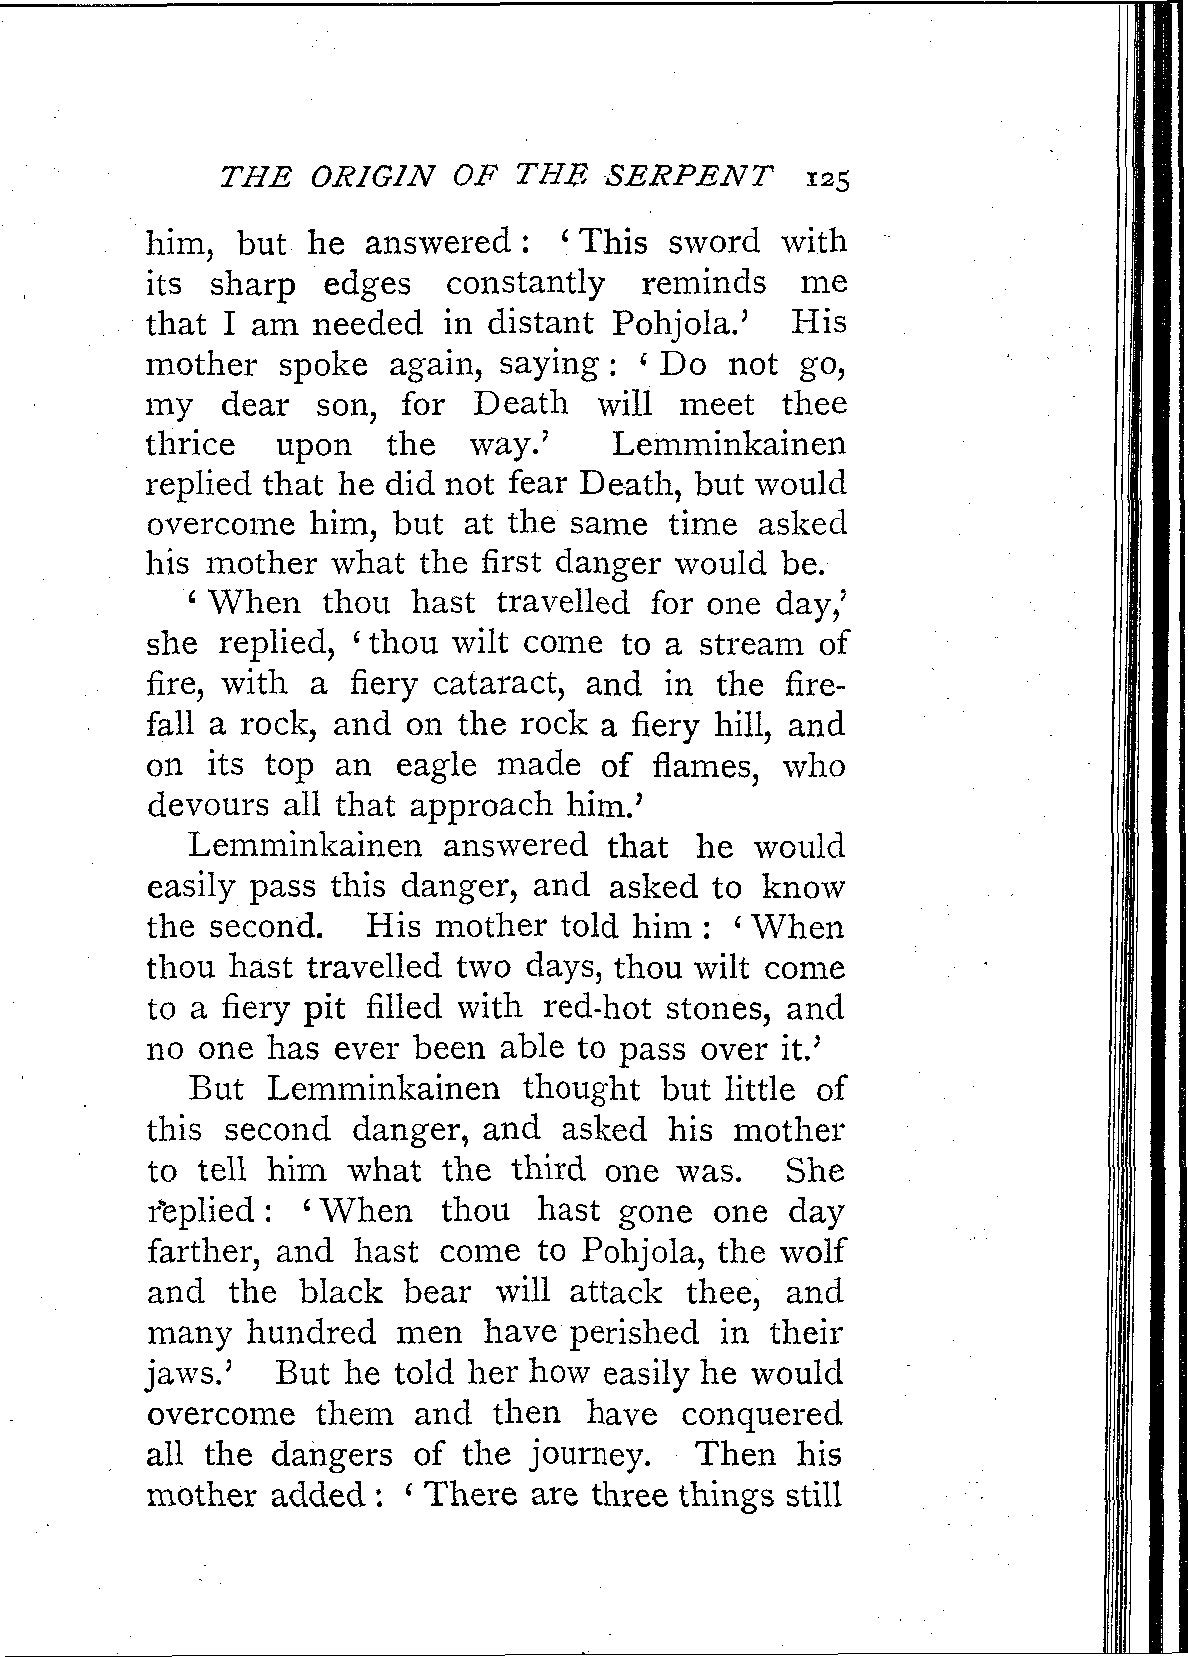 THE ORIGIN OF THE SERPENT 125
him, but he answered : ‘ This sword with
its sharp edges constantly reminds me
that I am needed in distant Pohjola.’ His
mother spoke again, saying : ‘ Do not go,
my dear son, for Death will meet thee
thrice upon the way.’ Lemminkainen
replied that he did not fear Death, but would
overcome him, but at the same time asked
his mother what the first danger would be.
‘ When thou hast travelled for one day,’
she replied, ‘ thou wilt come to a stream of
fire, with a fiery cataract, and in the fire-
fall a rock, and on the rock a fiery hill, and
on its top an eagle made of flames, who
devours all that approach him.’
Lemminkainen answered that he would
easily pass this danger, and asked to know
the second. His mother told him : ‘ When
thou hast travelled two days, thou wilt come
to a fiery pit filled with red-hot stones, and
no one has ever been able to pass over it.’
But Lemminkainen thought but little of
this second danger, and asked his mother
to tell him what the third one was. She
replied : ‘ When thou hast gone one day
farther, and hast come to Pohjola, the wolf
and the black bear will attack thee, and
many hundred men have perished in their
jaws.’ But he told her how easily he would
overcome them and then have conquered
all the dangers of the journey. Then his
mother added : ‘ There are three things still